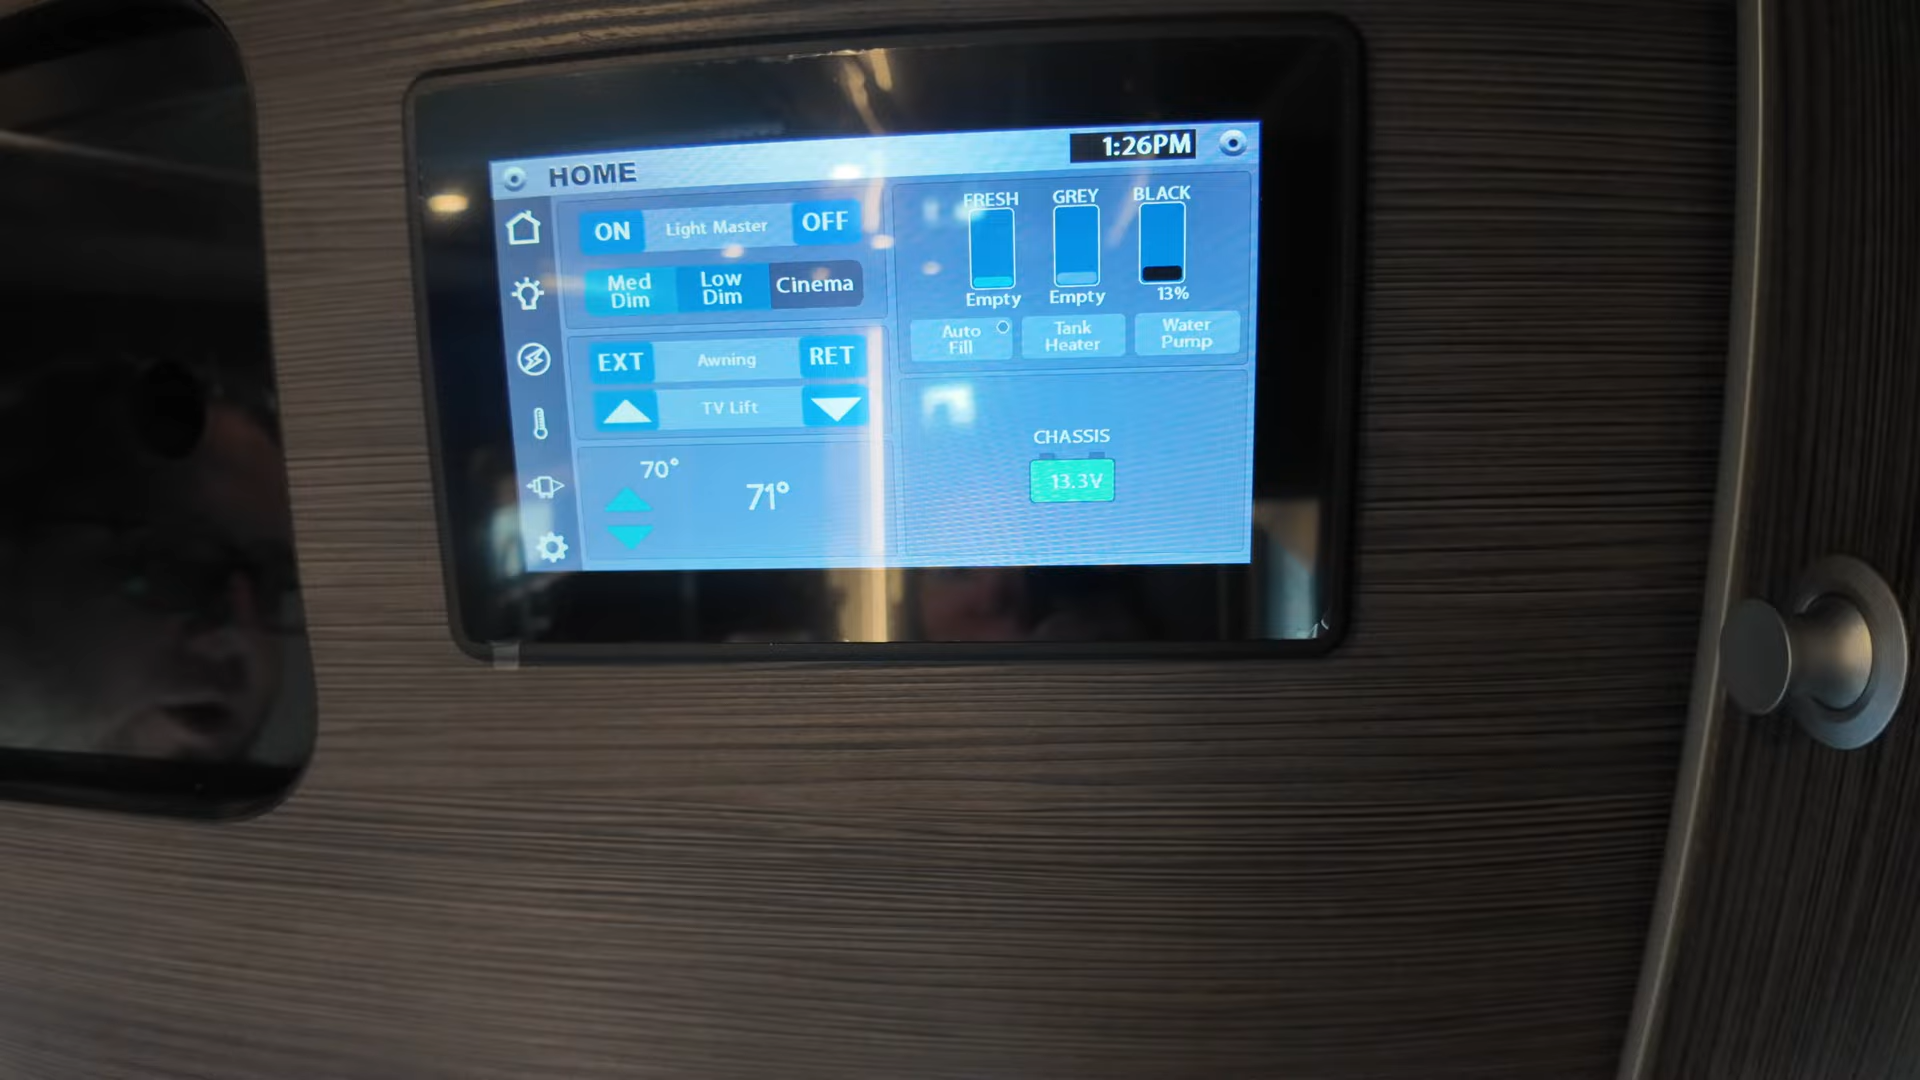 HOME
1:26PM
ON Light Master OFF
Med Dim
Low Dim
Cinema
EXT Awning RET
TV Lift
70°
71°
FRESH GREY BLACK
Empty Empty 13%
Auto Fill
Tank Heater
Water Pump
CHASSIS
13.3V